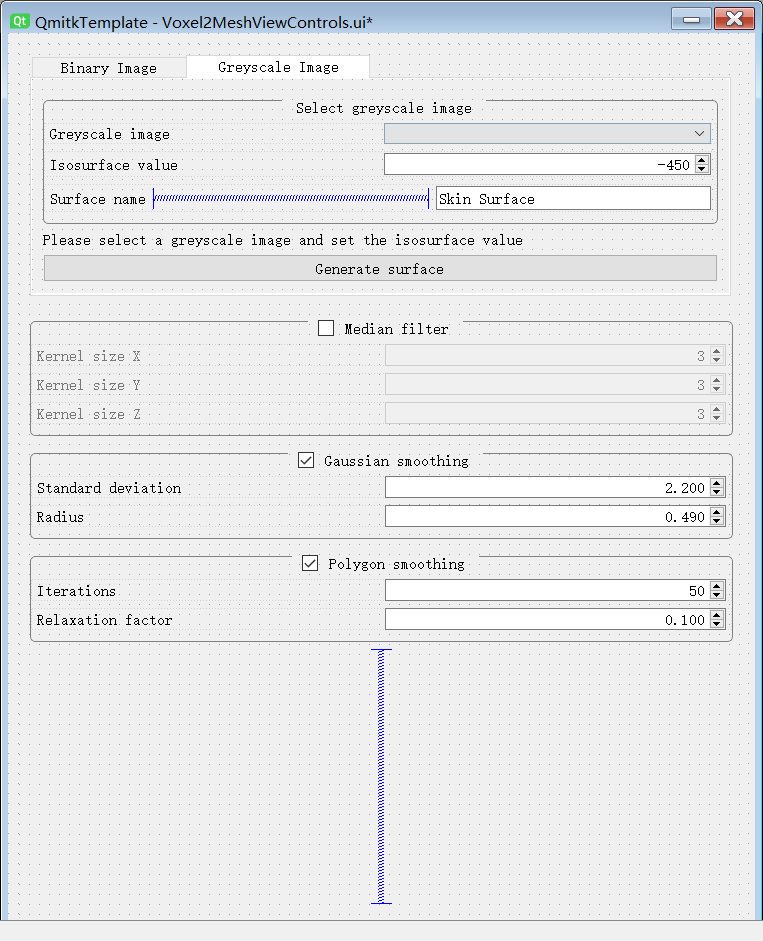 Qt QmitkTemplate - Voxel2MeshViewControls.ui*
Binary Image Greyscale Image
Select greyscale image
Greyscale image
Isosurface value -450
Surface name Skin Surface
Please select a greyscale image and set the isosurface value
Generate surface
Median filter
Kernel size X 3
Kernel size Y 3
Kernel size Z 3
Gaussian smoothing
Standard deviation 2.200
Radius 0.490
Polygon smoothing
Iterations 50
Relaxation factor 0.100